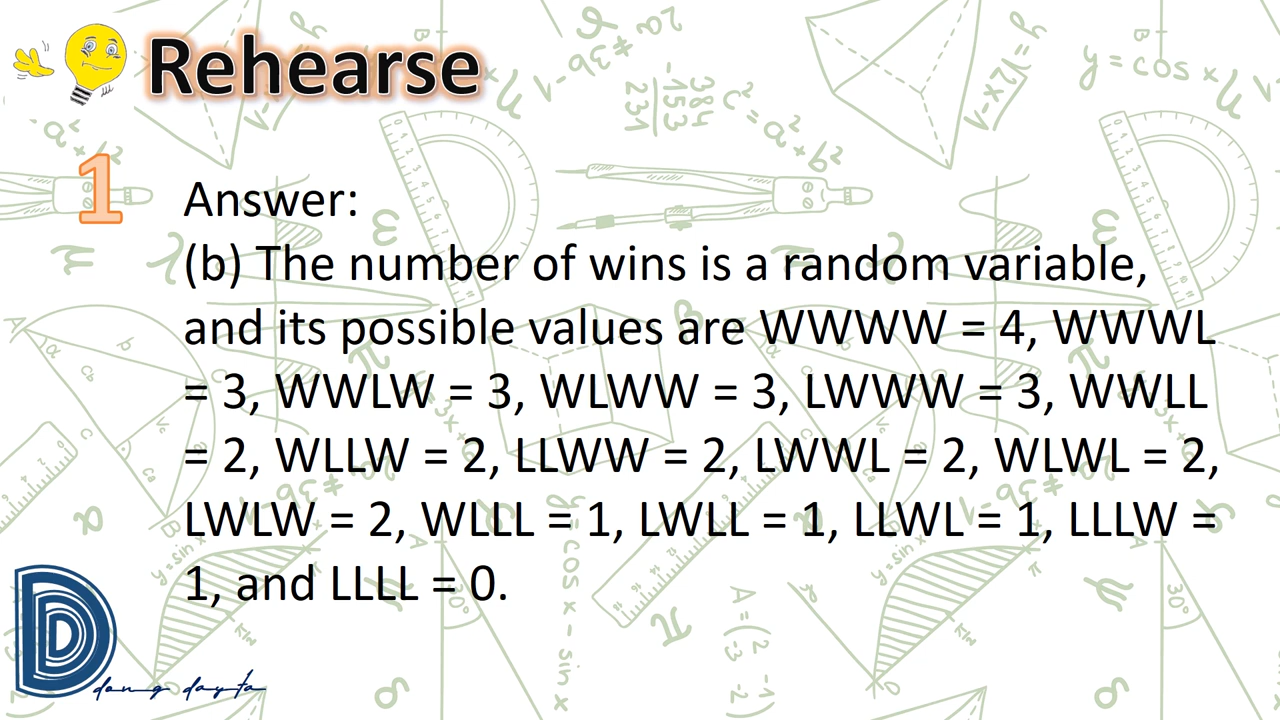 Rehearse
1
Answer:
(b) The number of wins is a random variable,
and its possible values are WWWW = 4, WWWL
= 3, WWLW = 3, WLWW = 3, LWWW = 3, WWLL
= 2, WLLW = 2, LLWW = 2, LWWL = 2, WLWL = 2,
LWLW = 2, WLLL = 1, LWLL = 1, LLWL = 1, LLLW =
1, and LLLL = 0.
D
dang dayta